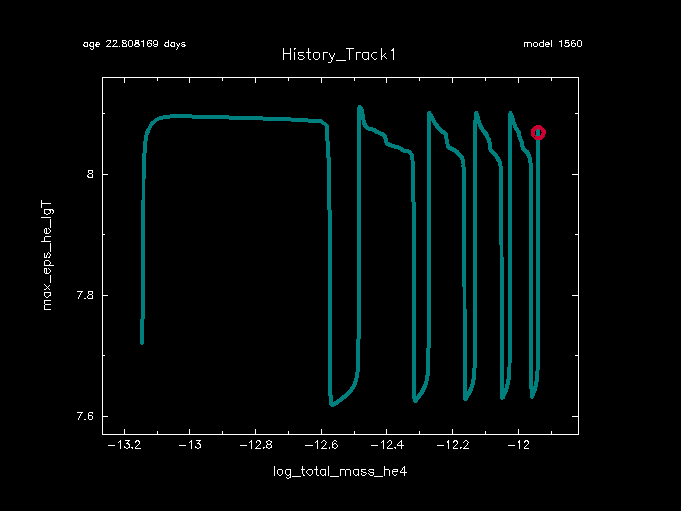 age 22.808169 days
model 1560
History_Track1
8
7.8
7.6
max_eps_he_lgT
-13.2
-13
-12.8
-12.6
-12.4
-12.2
-12
log_total_mass_he4